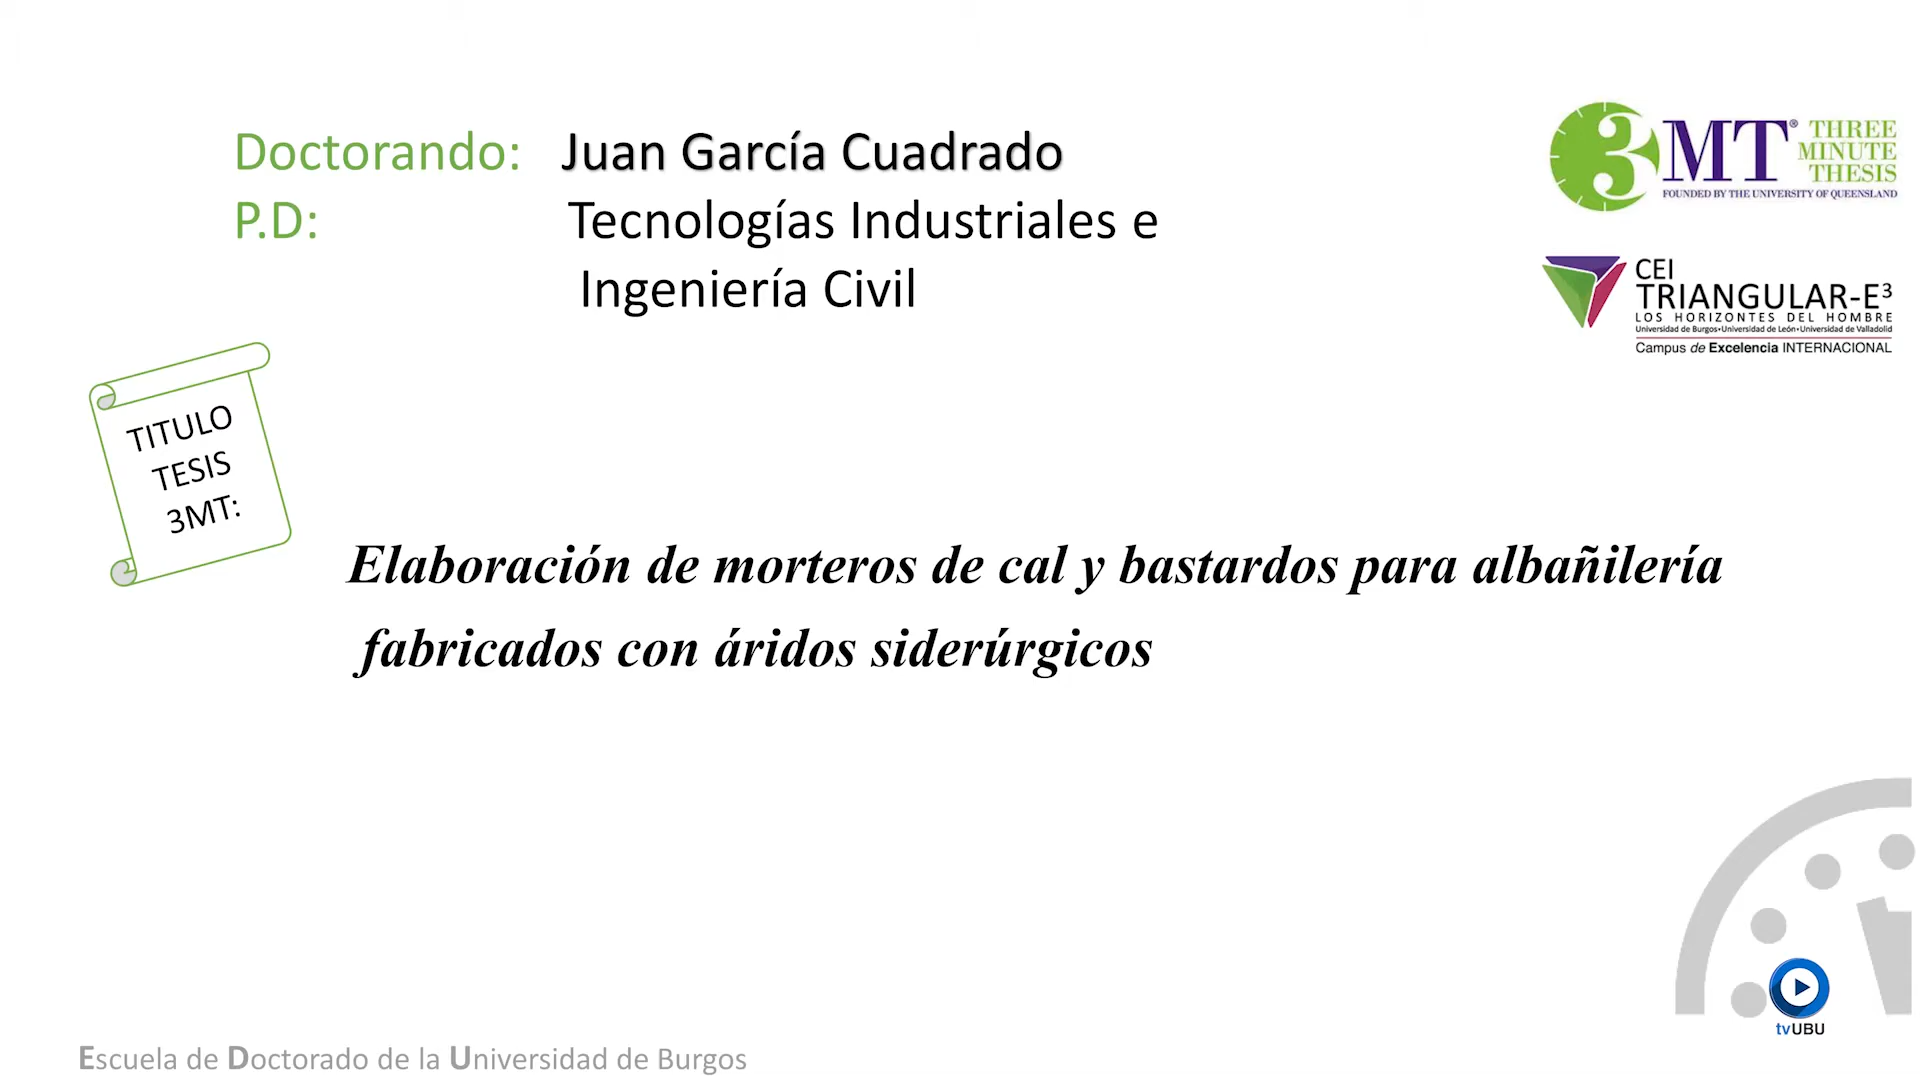 Doctorando: Juan García Cuadrado
P.D: Tecnologías Industriales e
Ingeniería Civil
3MT® THREE
MINUTE
THESIS
FOUNDED BY THE UNIVERSITY OF QUEENSLAND
CEI
TRIANGULAR-E³
LOS HORIZONTES DEL HOMBRE
Universidad de Burgos•Universidad de León•Universidad de Valladolid
Campus de Excelencia INTERNACIONAL
TITULO
TESIS
3MT:
Elaboración de morteros de cal y bastardos para albañilería
fabricados con áridos siderúrgicos
tvUBU
Escuela de Doctorado de la Universidad de Burgos